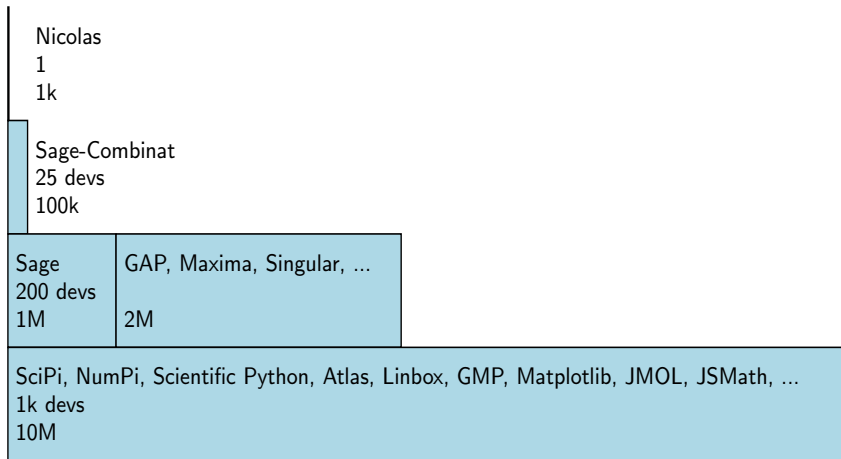 Nicolas
1
1k
Sage-Combinat
25 devs
100k
Sage
200 devs
1M
GAP, Maxima, Singular, ...
2M
SciPi, NumPi, Scientific Python, Atlas, Linbox, GMP, Matplotlib, JMOL, JSMath, ...
1k devs
10M